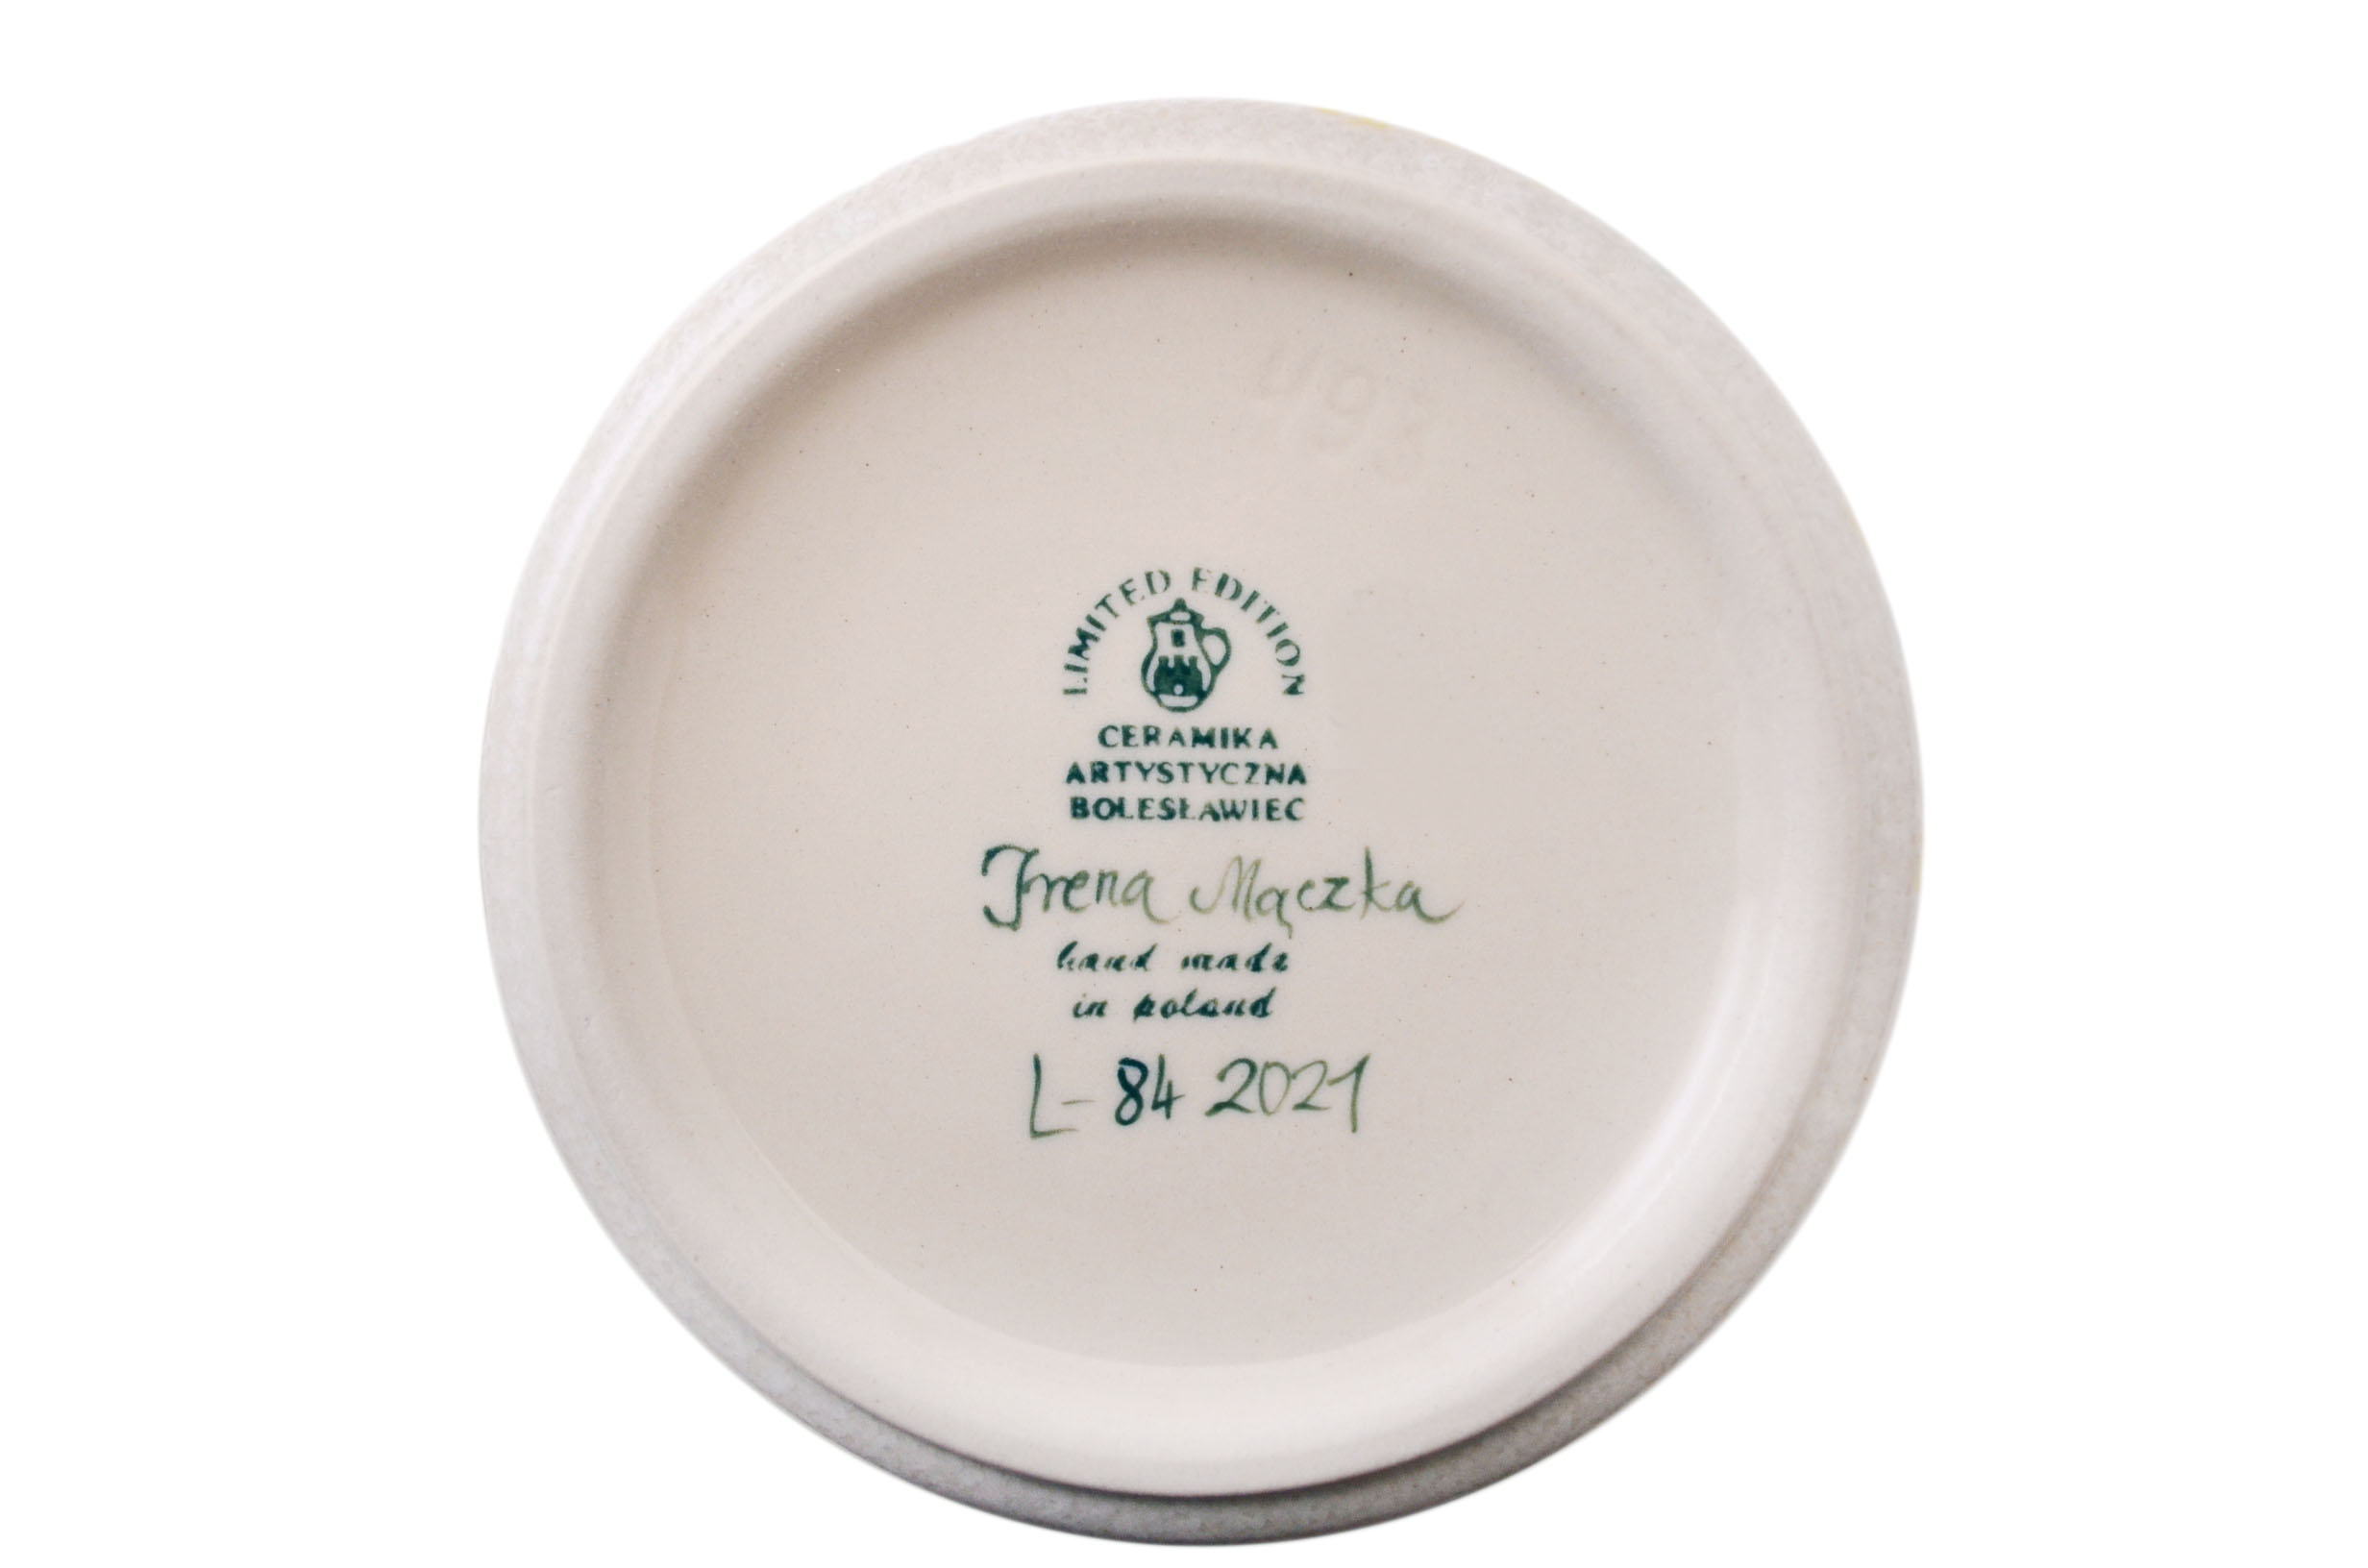 LIMITED EDITION
CERAMIKA
ARTYSTYCZNA
BOLESŁAWIEC
Irena Mączka
hand made
in poland
L-84 2021